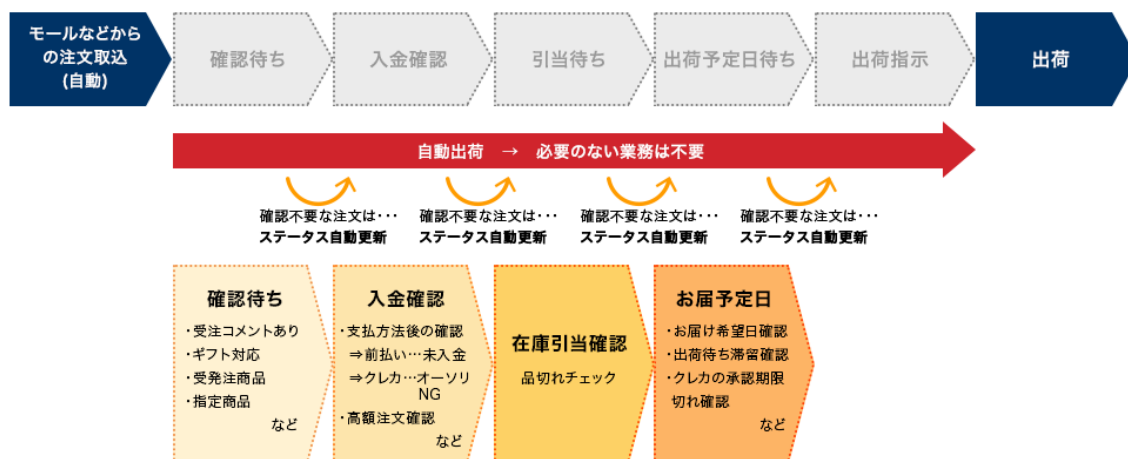 モールなどから
の注文取込
(自動)
確認待ち
入金確認
引当待ち
出荷予定日待ち
出荷指示
出荷
自動出荷 → 必要のない業務は不要
確認不要な注文は･･･
ステータス自動更新
確認不要な注文は･･･
ステータス自動更新
確認不要な注文は･･･
ステータス自動更新
確認不要な注文は･･･
ステータス自動更新
確認待ち
・受注コメントあり
・ギフト対応
・受発注商品
・指定商品
など
入金確認
・支払方法後の確認
⇒前払い…未入金
⇒クレカ…オーソリ
NG
・高額注文確認
など
在庫引当確認
品切れチェック
お届予定日
・お届け希望日確認
・出荷待ち滞留確認
・クレカの承認期限
切れ確認
など